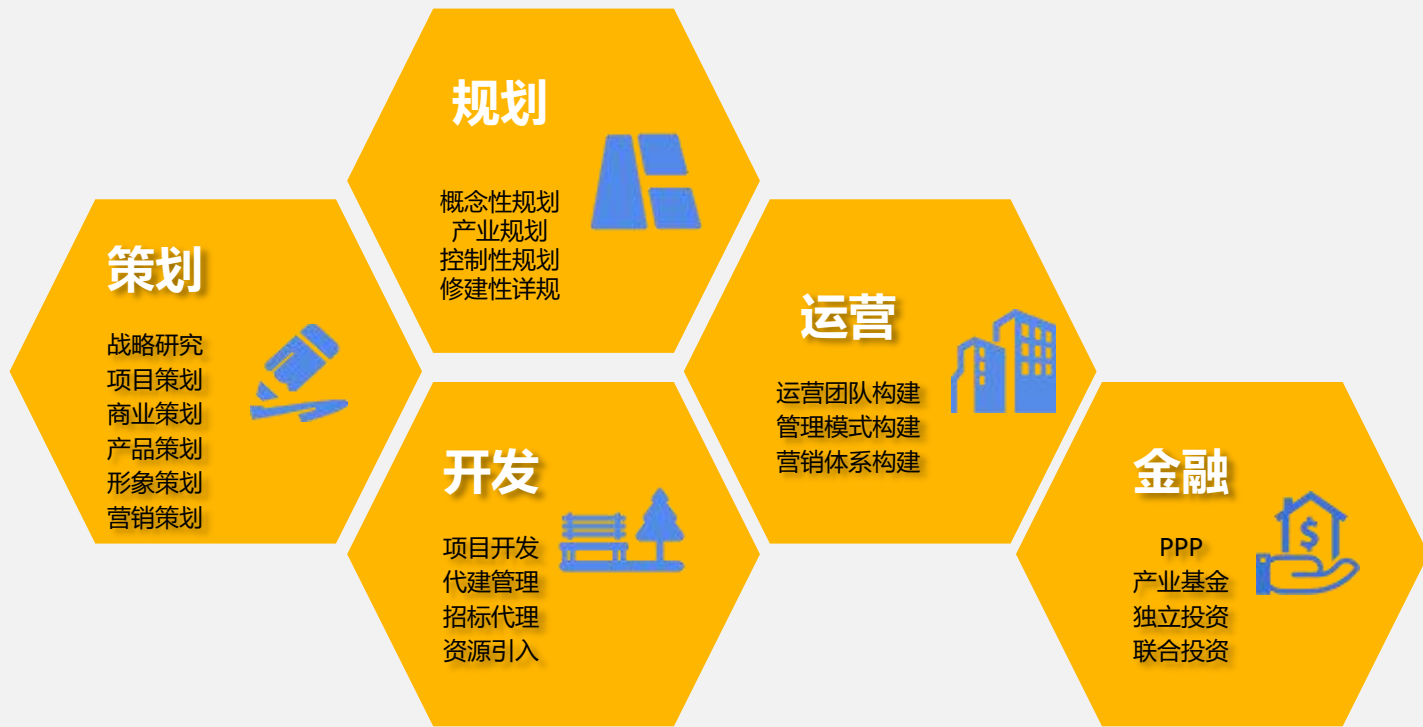 规划
概念性规划
产业规划
控制性规划
修建性详规
策划
战略研究
项目策划
商业策划
产品策划
形象策划
营销策划
运营
运营团队构建
管理模式构建
营销体系构建
开发
项目开发
代建管理
招标代理
资源引入
金融
PPP
产业基金
独立投资
联合投资
$